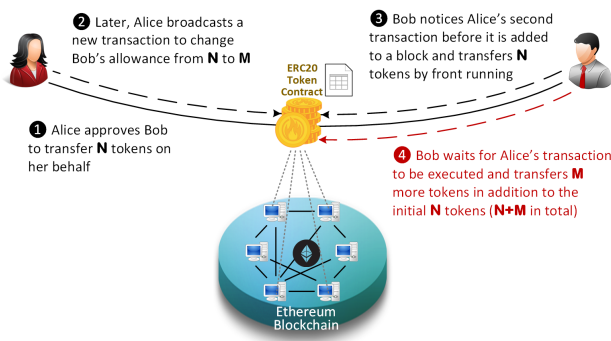 ❷ Later, Alice broadcasts a
new transaction to change
Bob's allowance from N to M
❸ Bob notices Alice's second
transaction before it is added
to a block and transfers N
tokens by front running
ERC20
Token
Contract
❶ Alice approves Bob
to transfer N tokens on
her behalf
❹ Bob waits for Alice's transaction
to be executed and transfers M
more tokens in addition to the
initial N tokens (N+M in total)
Ethereum
Blockchain